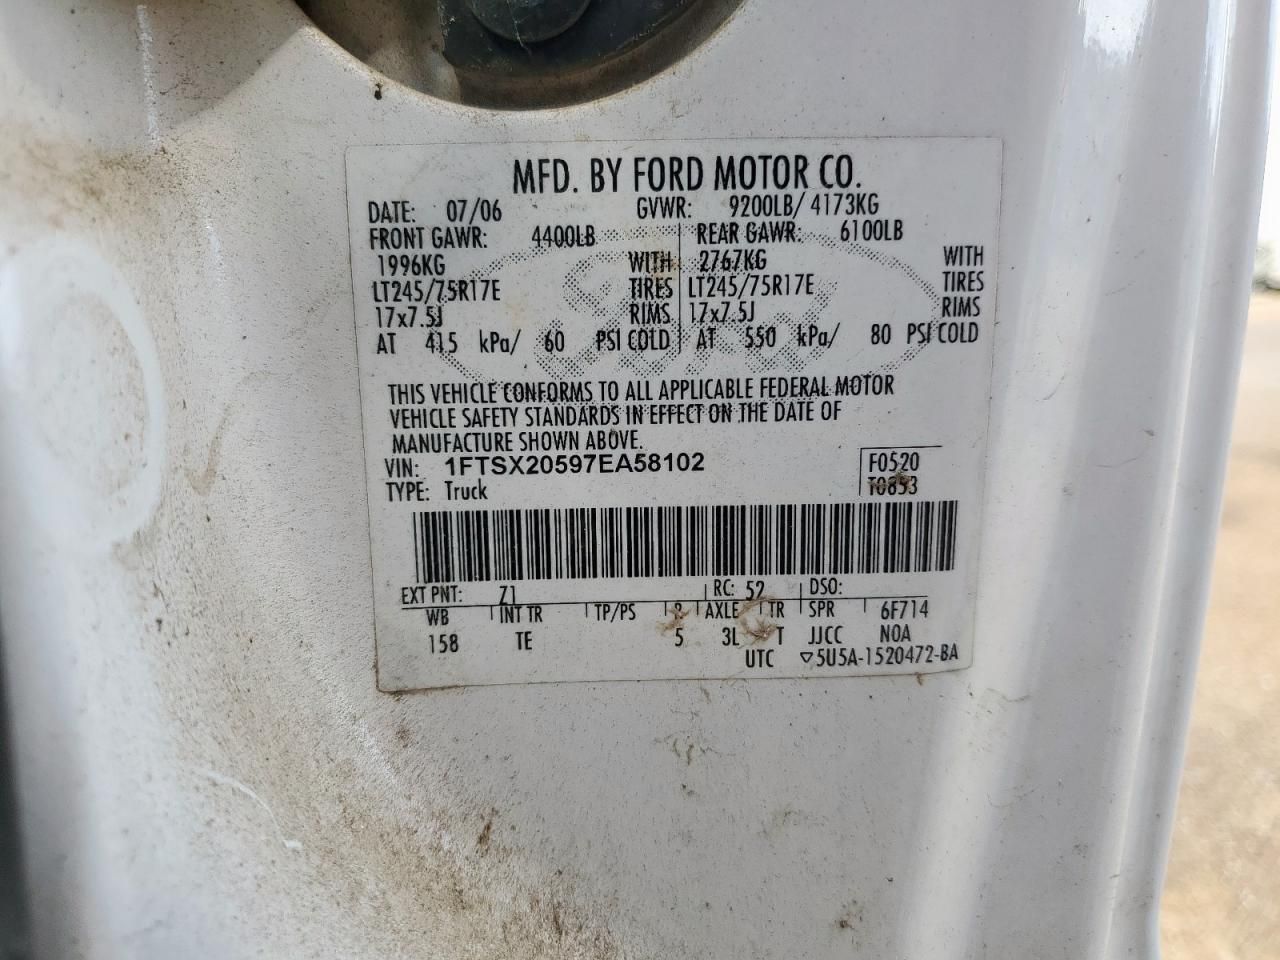 MFD. BY FORD MOTOR CO.
DATE: 07/06 GVWR: 9200LB/ 4173KG
FRONT GAWR: 4400LB REAR GAWR: 6100LB
1996KG WITH 2767KG WITH
LT245/75R17E TIRES LT245/75R17E TIRES
17x7.5J RIMS 17x7.5J RIMS
AT 415 kPa/ 60 PSI COLD AT 550 kPa/ 80 PSI COLD
THIS VEHICLE CONFORMS TO ALL APPLICABLE FEDERAL MOTOR
VEHICLE SAFETY STANDARDS IN EFFECT ON THE DATE OF
MANUFACTURE SHOWN ABOVE.
VIN: 1FTSX20597EA58102 F0520
TYPE: Truck T0853
EXT PNT: Z1 RC: 52 DSO:
WB INT TR TP/PS R AXLE TR SPR 6F714
158 TE 5 3L T JJCC NOA
UTC ▽5U5A-1520472-BA